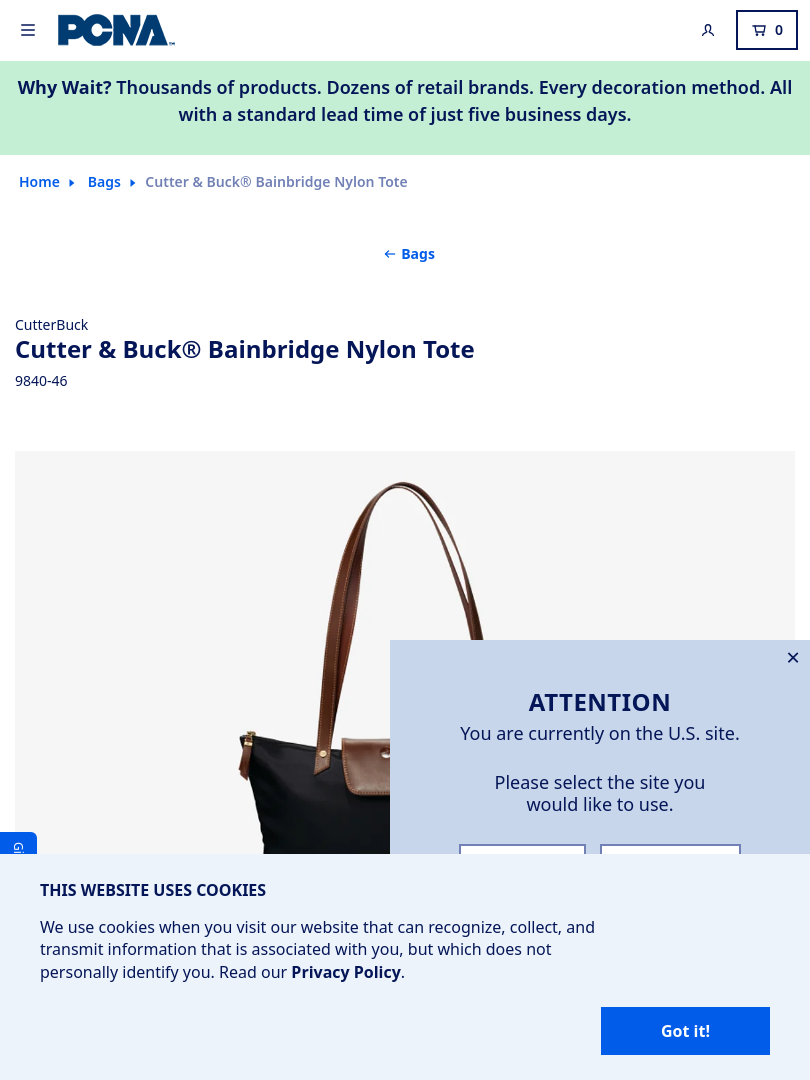 PCNA™
0
Why Wait? Thousands of products. Dozens of retail brands. Every decoration method. All
with a standard lead time of just five business days.
Home Bags Cutter & Buck® Bainbridge Nylon Tote
Bags
CutterBuck
Cutter & Buck® Bainbridge Nylon Tote
9840-46
ATTENTION
You are currently on the U.S. site.
Please select the site you
would like to use.
THIS WEBSITE USES COOKIES
We use cookies when you visit our website that can recognize, collect, and
transmit information that is associated with you, but which does not
personally identify you. Read our Privacy Policy.
Got it!